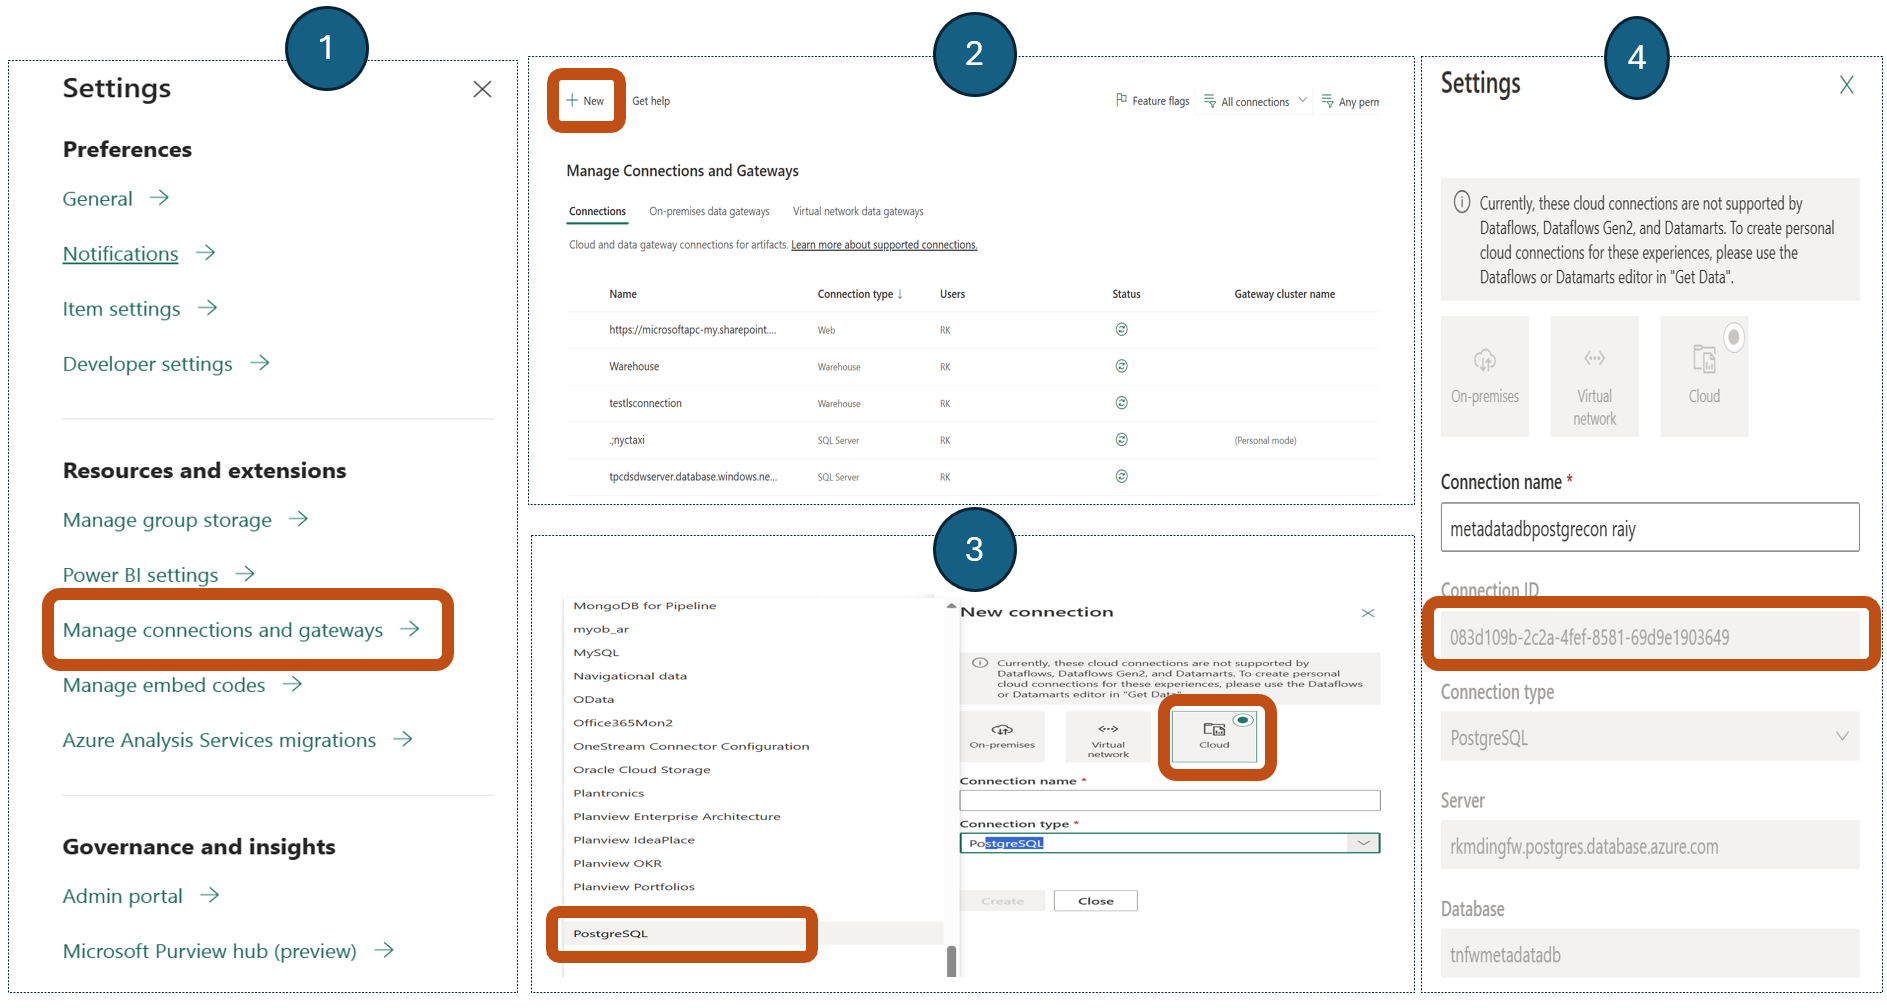 1
Settings
Preferences
General
Notifications
Item settings
Developer settings
Resources and extensions
Manage group storage
Power BI settings
Manage connections and gateways
Manage embed codes
Azure Analysis Services migrations
Governance and insights
Admin portal
Microsoft Purview hub (preview)
2
New Get help Feature flags All connections Any perm
Manage Connections and Gateways
Connections On-premises data gateways Virtual network data gateways
Cloud and data gateway connections for artifacts. Learn more about supported connections.
Name Connection type ↓ Users Status Gateway cluster name
https://microsoftapc-my.sharepoint.... Web RK
Warehouse Warehouse RK
testlsconnection Warehouse RK
.;nyctaxi SQL Server RK (Personal mode)
tpcdsdwserver.database.windows.ne... SQL Server RK
3
MongoDB for Pipeline
myob_ar
MySQL
Navigational data
OData
Office365Mon2
OneStream Connector Configuration
Oracle Cloud Storage
Plantronics
Planview Enterprise Architecture
Planview IdeaPlace
Planview OKR
Planview Portfolios
PostgreSQL
New connection
Currently, these cloud connections are not supported by
Dataflows, Dataflows Gen2, and Datamarts. To create personal
cloud connections for these experiences, please use the Dataflows
or Datamarts editor in "Get Data".
On-premises
Virtual
network
Cloud
Connection name *
Connection type *
PostgreSQL
Create Close
4
Settings
Currently, these cloud connections are not supported by
Dataflows, Dataflows Gen2, and Datamarts. To create personal
cloud connections for these experiences, please use the
Dataflows or Datamarts editor in "Get Data".
On-premises
Virtual
network
Cloud
Connection name *
metadatadbpostgrecon raiy
Connection ID
083d109b-2c2a-4fef-8581-69d9e1903649
Connection type
PostgreSQL
Server
rkmdingfw.postgres.database.azure.com
Database
tnfwmetadatadb